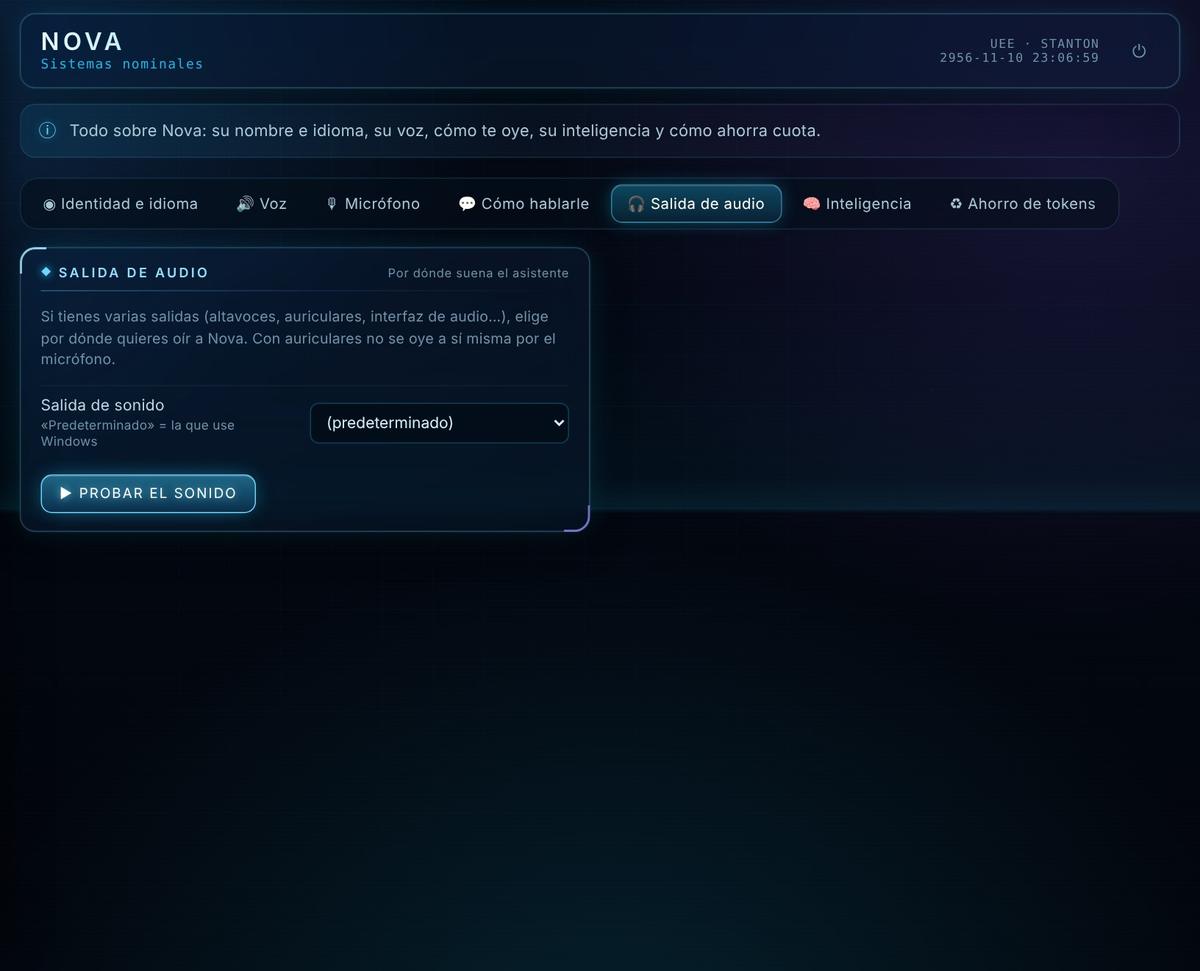 NOVA
Sistemas nominales
UEE · STANTON
2956-11-10 23:06:59
Todo sobre Nova: su nombre e idioma, su voz, cómo te oye, su inteligencia y cómo ahorra cuota.
Identidad e idioma
Voz
Micrófono
Cómo hablarle
Salida de audio
Inteligencia
Ahorro de tokens
SALIDA DE AUDIO
Por dónde suena el asistente
Si tienes varias salidas (altavoces, auriculares, interfaz de audio...), elige
por dónde quieres oír a Nova. Con auriculares no se oye a sí misma por el
micrófono.
Salida de sonido
«Predeterminado» = la que use
Windows
(predeterminado)
PROBAR EL SONIDO